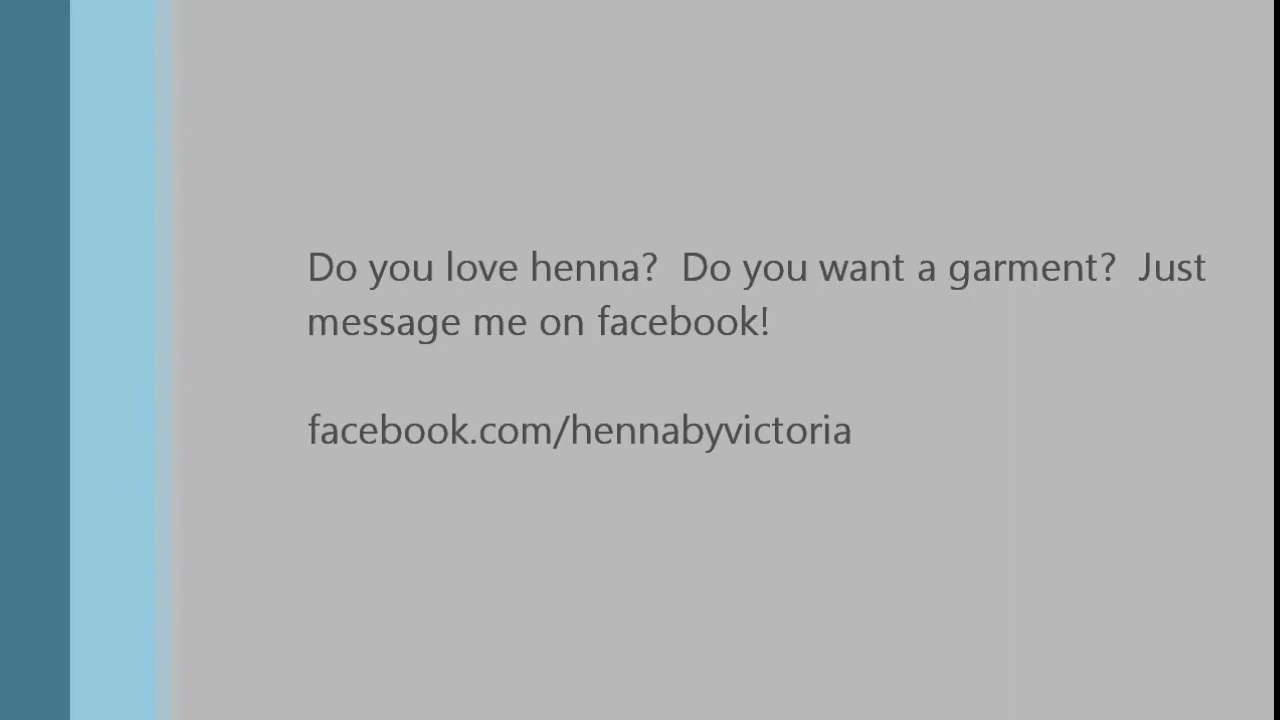 Do you love henna?  Do you want a garment?  Just
message me on facebook!
facebook.com/hennabyvictoria